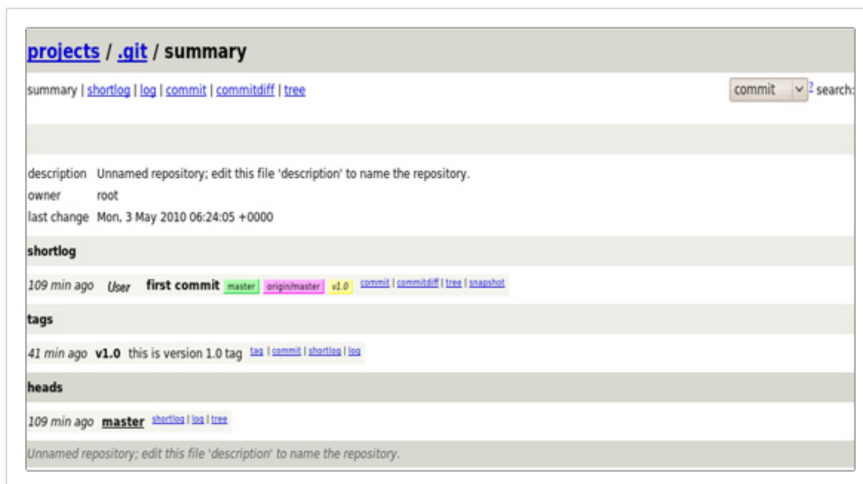 projects / .git / summary
summary | shortlog | log | commit | commitdiff | tree commit ? search:
description Unnamed repository; edit this file 'description' to name the repository.
owner root
last change Mon, 3 May 2010 06:24:05 +0000
shortlog
109 min ago User first commit master origin/master v1.0 commit | commitdiff | tree | snapshot
tags
41 min ago v1.0 this is version 1.0 tag tag | commit | shortlog | log
heads
109 min ago master shortlog | log | tree
Unnamed repository; edit this file 'description' to name the repository.